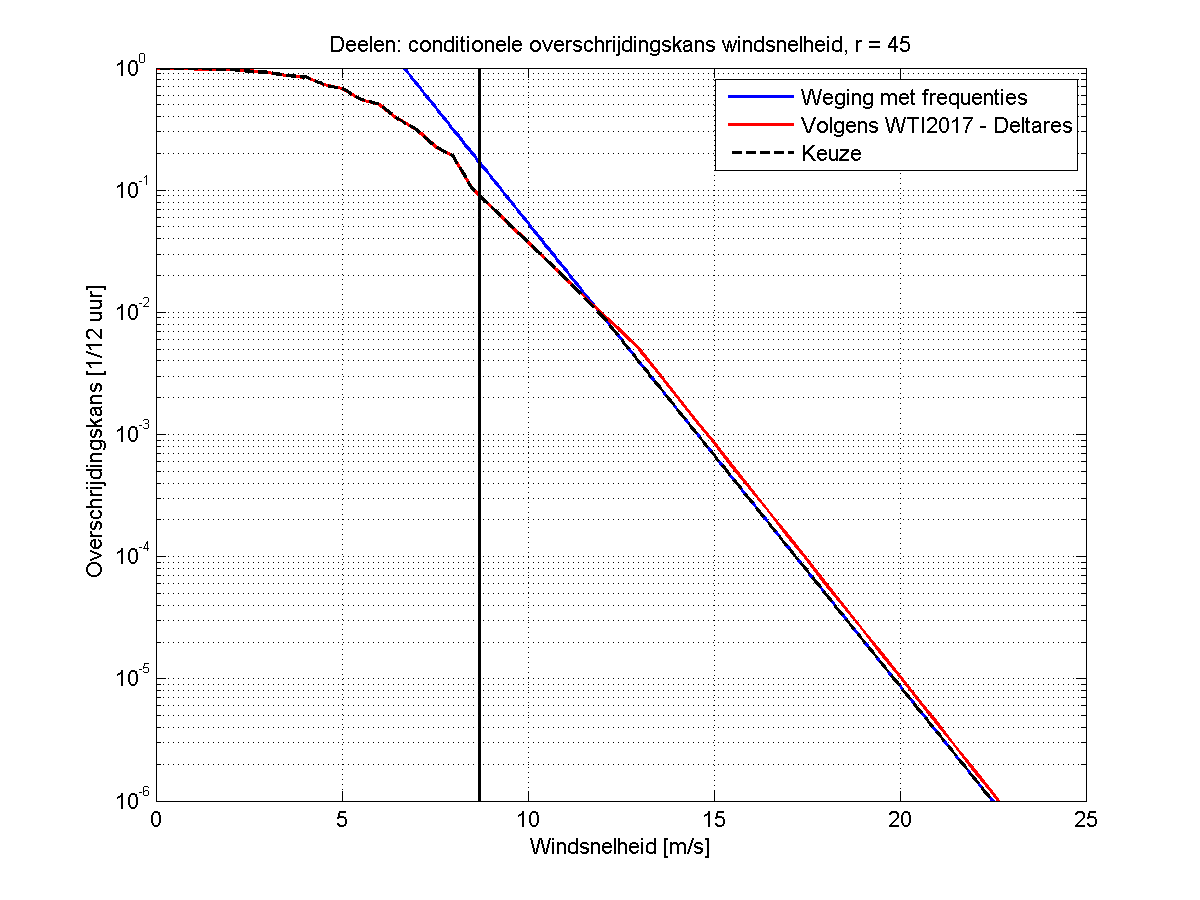 Deelen: conditionele overschrijdingskans windsnelheid, r = 45
Weging met frequenties
Volgens WTI2017 - Deltares
Keuze
Overschrijdingskans [1/12 uur]
10^0
10^-1
10^-2
10^-3
10^-4
10^-5
10^-6
0 5 10 15 20 25
Windsnelheid [m/s]